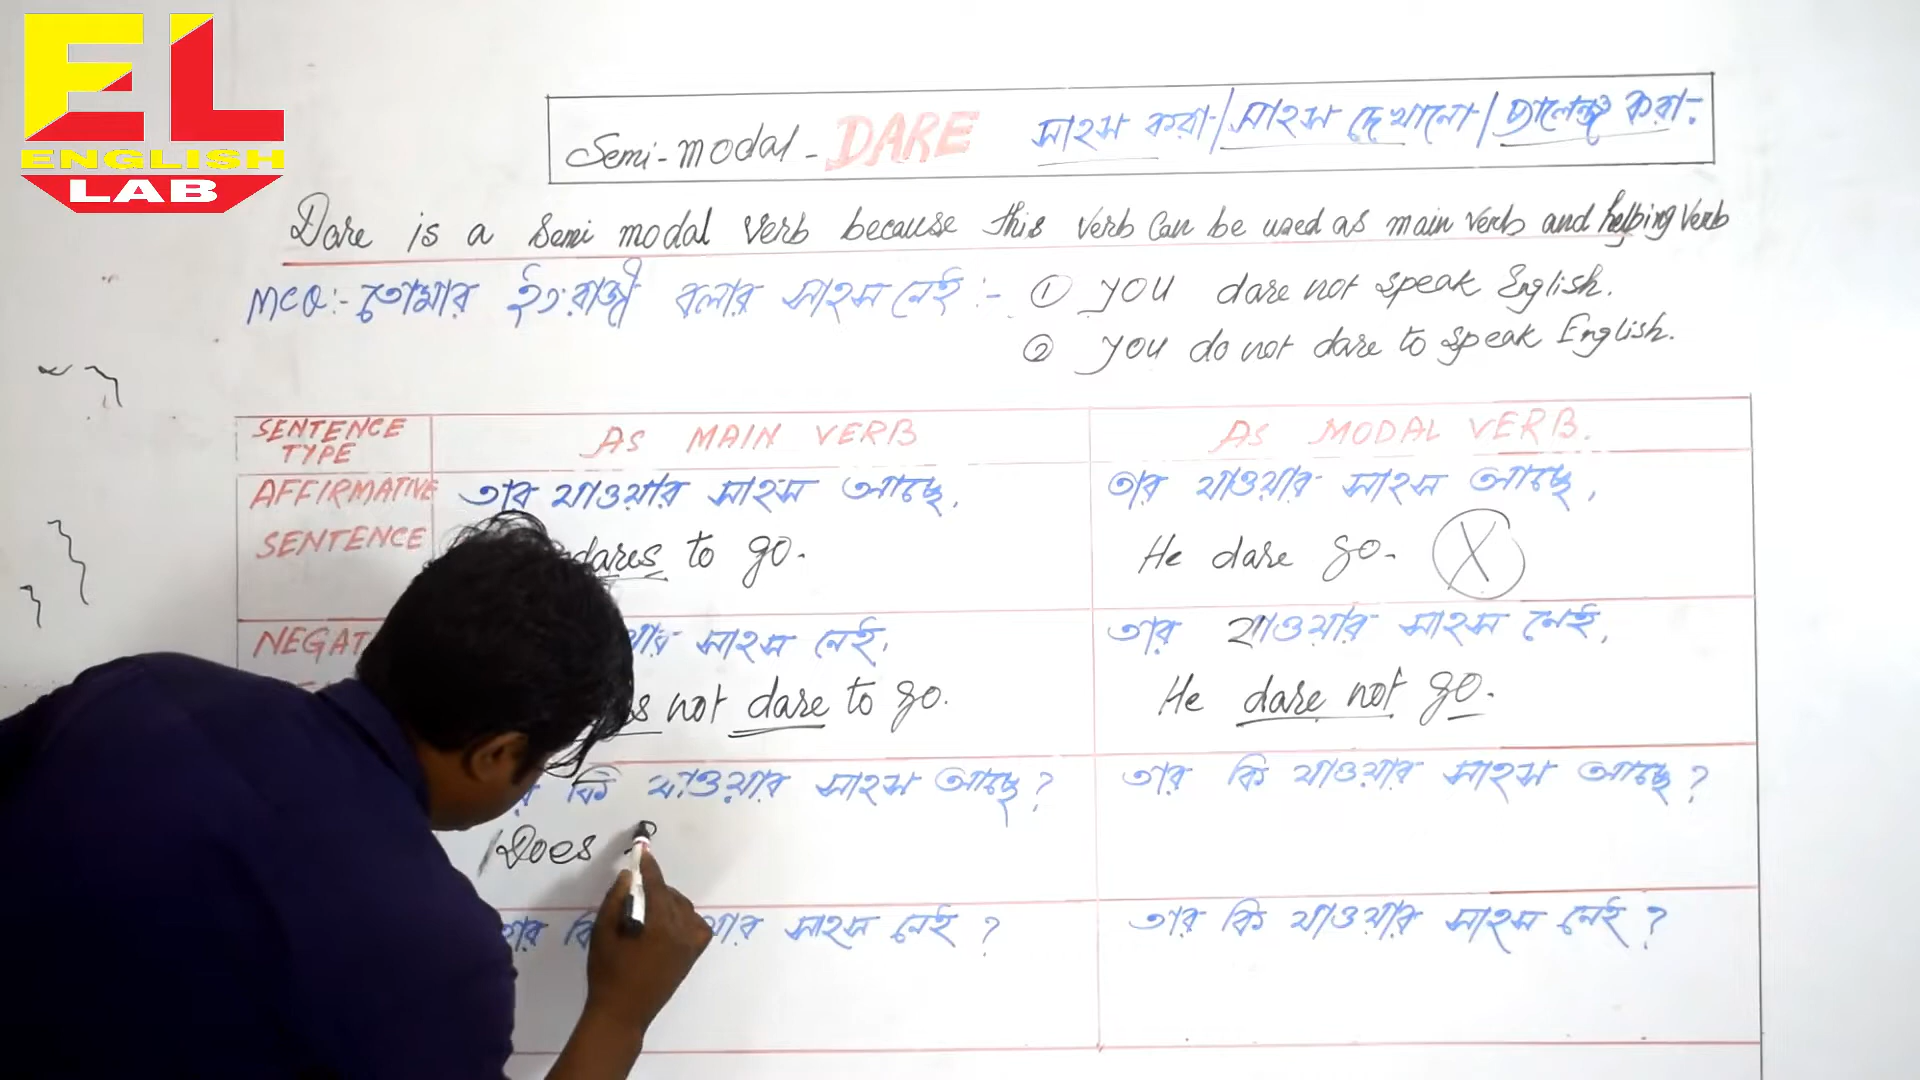 EL
ENGLISH
LAB
Semi-modal - DARE সাহস করা / সাহস দেখানো / চ্যালেঞ্জ করা :
Dare is a semi modal verb because this verb can be used as main verb and helping verb
MCQ:- তোমার ইংরাজী বলার সাহস নেই :- ① YOU dare not speak English.
② YOU do not dare to speak English.
SENTENCE TYPE
AS MAIN VERB
AS MODAL VERB.
AFFIRMATIVE SENTENCE
তার যাওয়ার সাহস আছে.
dares to go.
তার যাওয়ার সাহস আছে,
He dare go. X
NEGAT
সাহস নেই.
not dare to go.
তার যাওয়ার সাহস নেই,
He dare not go.
কি যাওয়ার সাহস আছে?
Does
তার কি যাওয়ার সাহস আছে?
সাহস নেই?
তার কি যাওয়ার সাহস নেই?